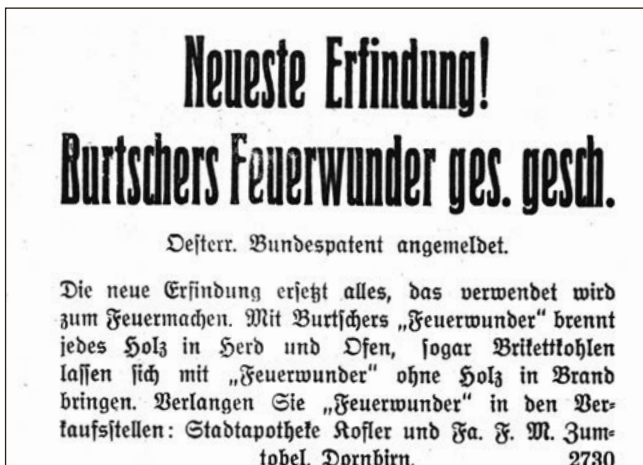 Neueste Erfindung!
Burtschers Feuerwunder ges. gesch.
Oesterr. Bundespatent angemeldet.
Die neue Erfindung ersetzt alles, das verwendet wird
zum Feuermachen. Mit Burtschers „Feuerwunder“ brennt
jedes Holz in Herd und Ofen, sogar Brikettkohlen
lassen sich mit „Feuerwunder“ ohne Holz in Brand
bringen. Verlangen Sie „Feuerwunder“ in den Ver-
kaufsstellen: Stadtapotheke Kofler und Fa. F. M. Zum-
tobel, Dornbirn. 2730